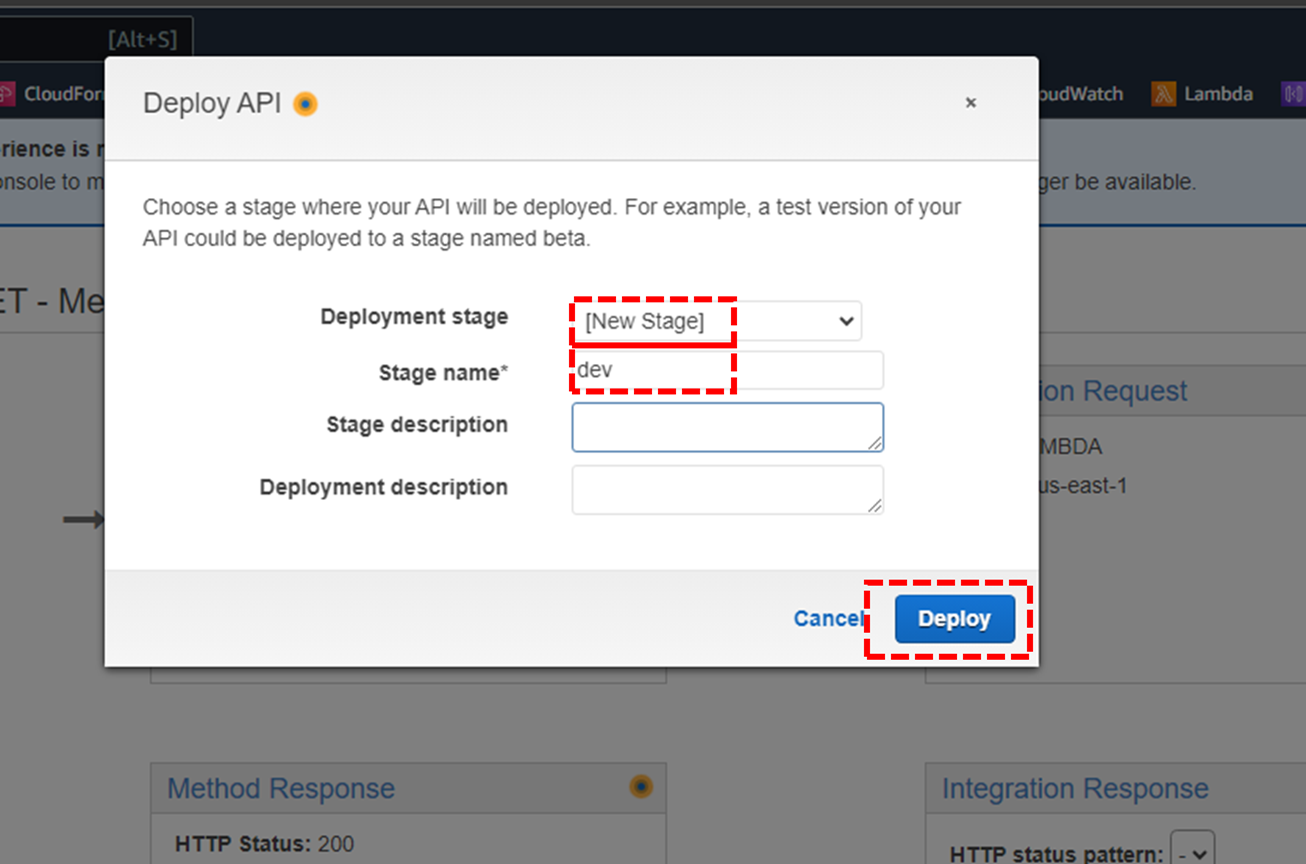 [Alt+S]
Lambda
Deploy API
×
rience is
onsole to m
ger be available.
Choose a stage where your API will be deployed. For example, a test version of your
API could be deployed to a stage named beta.
ET - Me
Deployment stage [New Stage]
Stage name* dev
Stage description
Deployment description
ion Request
MBDA
us-east-1
Cancel Deploy
Method Response
HTTP Status: 200
Integration Response
HTTP status pattern: -